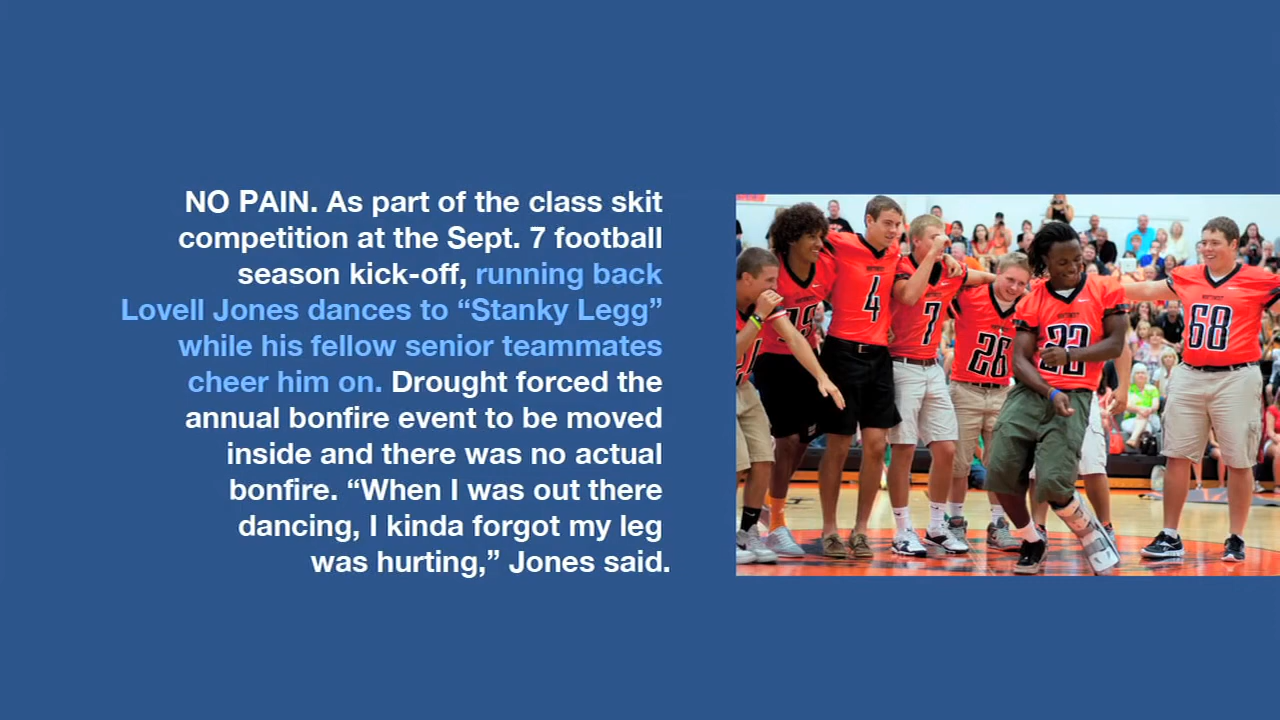 NO PAIN. As part of the class skit
competition at the Sept. 7 football
season kick-off, running back
Lovell Jones dances to “Stanky Legg”
while his fellow senior teammates
cheer him on. Drought forced the
annual bonfire event to be moved
inside and there was no actual
bonfire. “When I was out there
dancing, I kinda forgot my leg
was hurting,” Jones said.
4
7
26
22
68